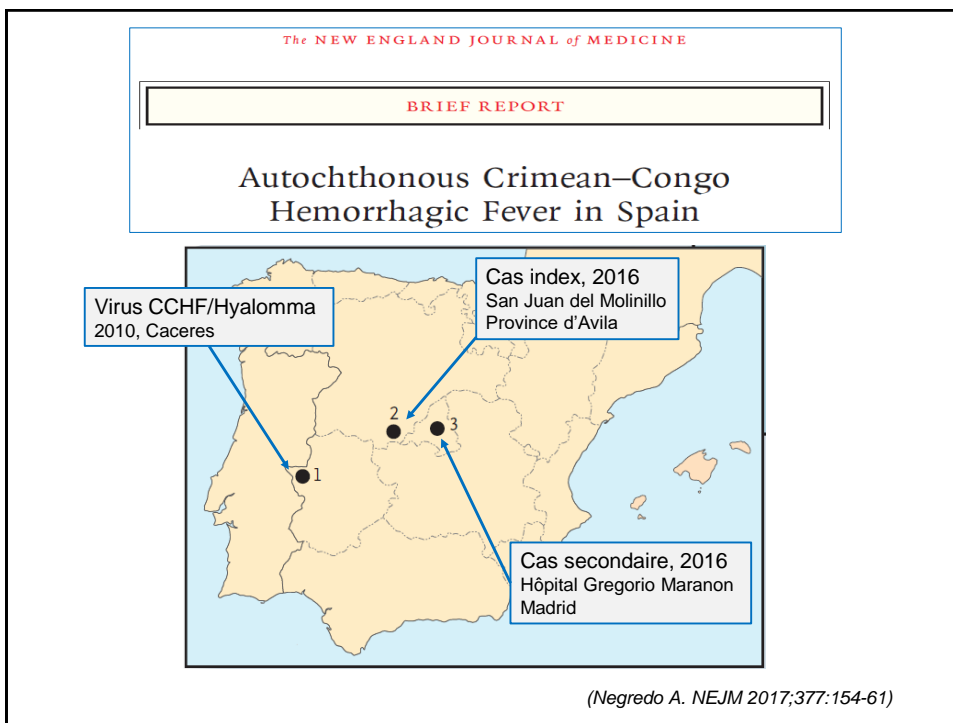 The NEW ENGLAND JOURNAL of MEDICINE
BRIEF REPORT
Autochthonous Crimean–Congo
Hemorrhagic Fever in Spain
Cas index, 2016
San Juan del Molinillo
Province d'Avila
Virus CCHF/Hyalomma
2010, Caceres
2
3
1
Cas secondaire, 2016
Hôpital Gregorio Maranon
Madrid
(Negredo A. NEJM 2017;377:154-61)